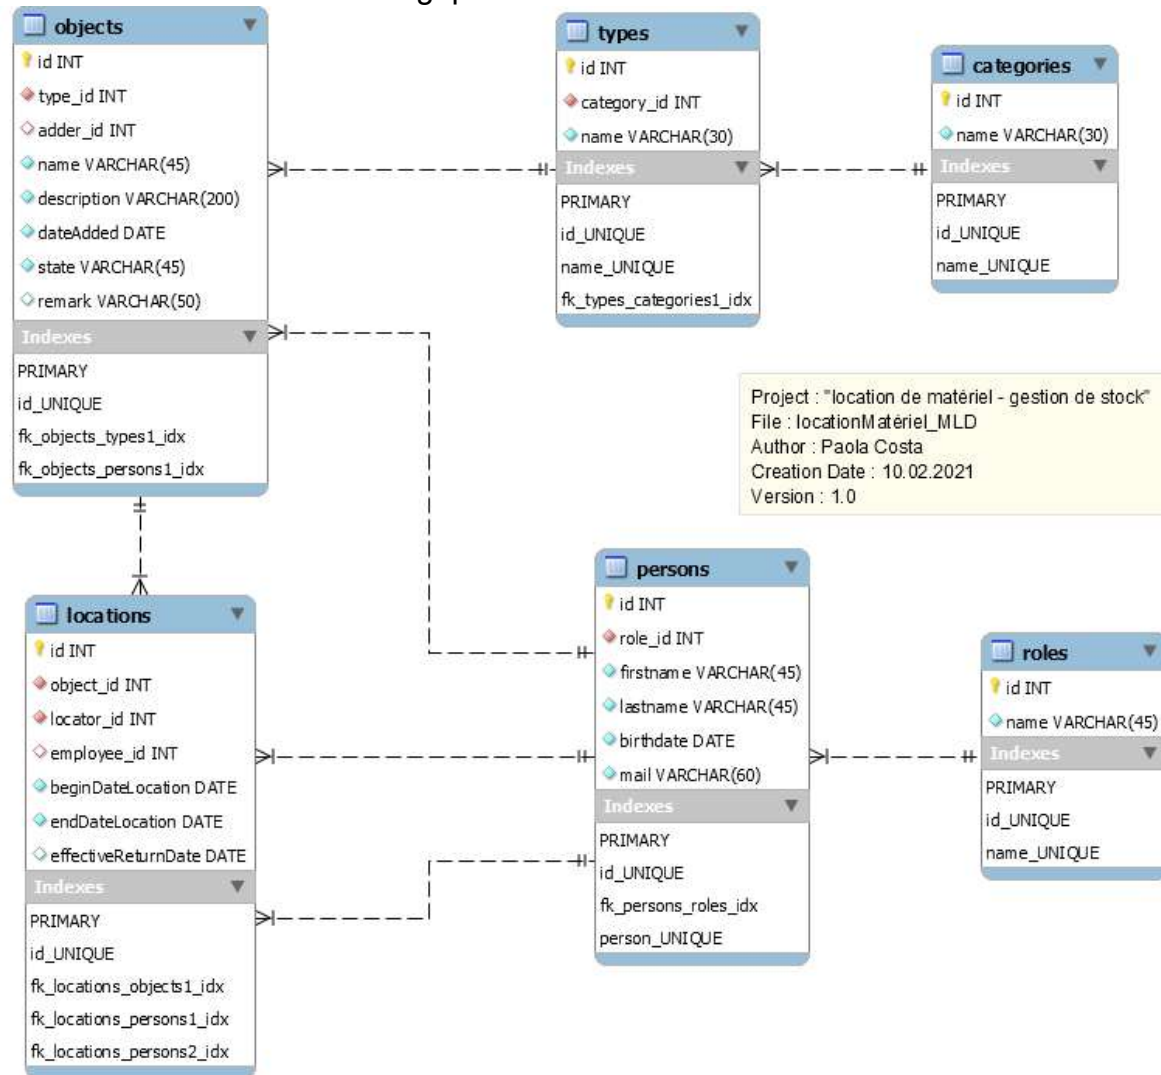 objects
id INT
type_id INT
adder_id INT
name VARCHAR(45)
description VARCHAR(200)
dateAdded DATE
state VARCHAR(45)
remark VARCHAR(50)
Indexes
PRIMARY
id_UNIQUE
fk_objects_types1_idx
fk_objects_persons1_idx
types
id INT
category_id INT
name VARCHAR(30)
Indexes
PRIMARY
id_UNIQUE
name_UNIQUE
fk_types_categories1_idx
categories
id INT
name VARCHAR(30)
Indexes
PRIMARY
id_UNIQUE
name_UNIQUE
Project : "location de matériel - gestion de stock"
File : locationMatériel_MLD
Author : Paola Costa
Creation Date : 10.02.2021
Version : 1.0
locations
id INT
object_id INT
locator_id INT
employee_id INT
beginDateLocation DATE
endDateLocation DATE
effectiveReturnDate DATE
Indexes
PRIMARY
id_UNIQUE
fk_locations_objects1_idx
fk_locations_persons1_idx
fk_locations_persons2_idx
persons
id INT
role_id INT
firstname VARCHAR(45)
lastname VARCHAR(45)
birthdate DATE
mail VARCHAR(60)
Indexes
PRIMARY
id_UNIQUE
fk_persons_roles_idx
person_UNIQUE
roles
id INT
name VARCHAR(45)
Indexes
PRIMARY
id_UNIQUE
name_UNIQUE